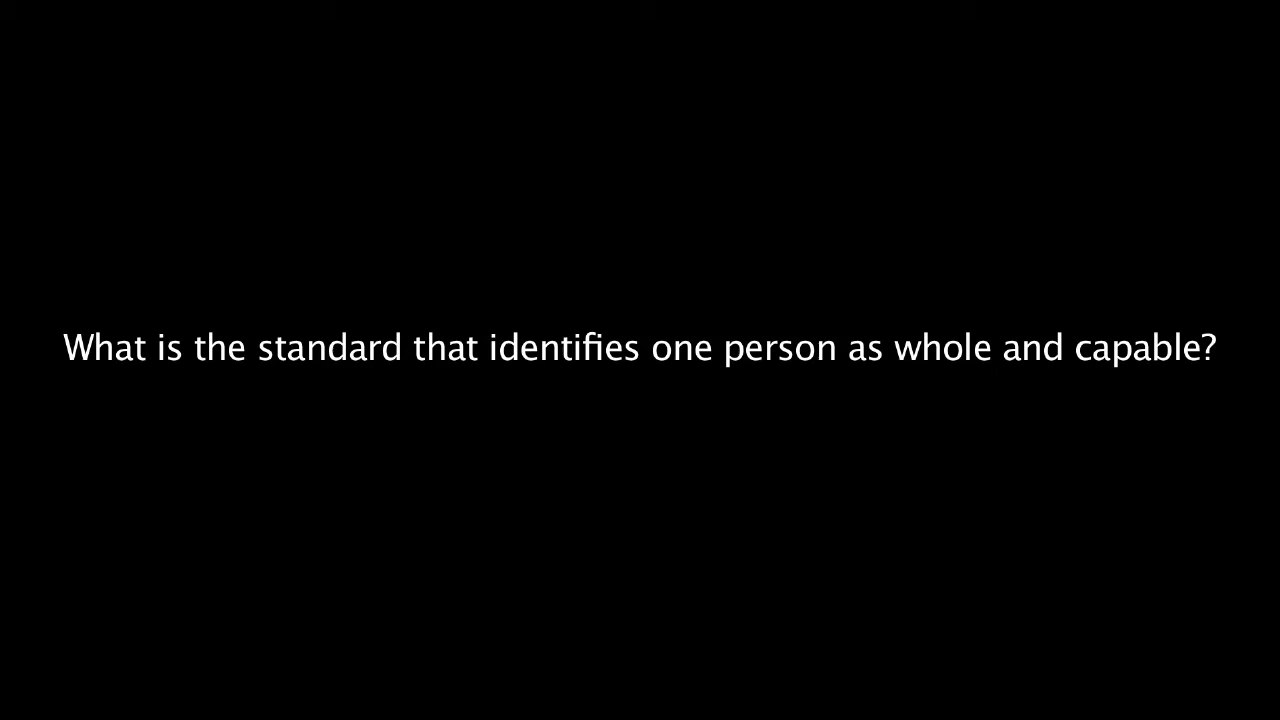 What is the standard that identifies one person as whole and capable?